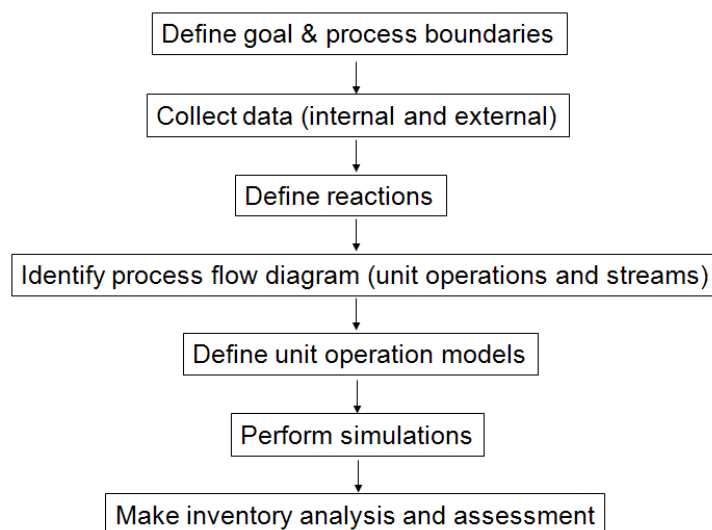 Define goal & process boundaries
Collect data (internal and external)
Define reactions
Identify process flow diagram (unit operations and streams)
Define unit operation models
Perform simulations
Make inventory analysis and assessment